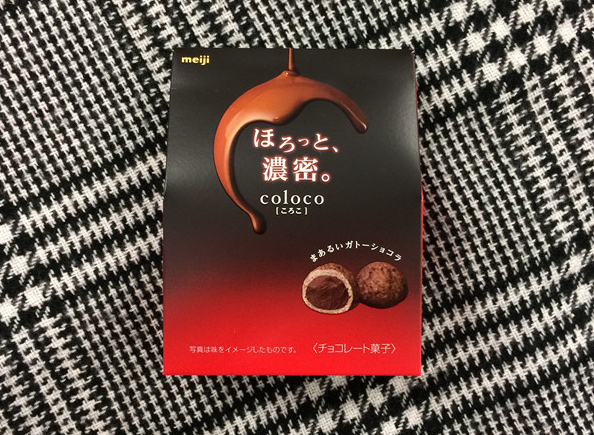 meiji
ほろっと、
濃密。
coloco
[ころこ]
まあるいガトーショコラ
写真は味をイメージしたものです。
〈チョコレート菓子〉